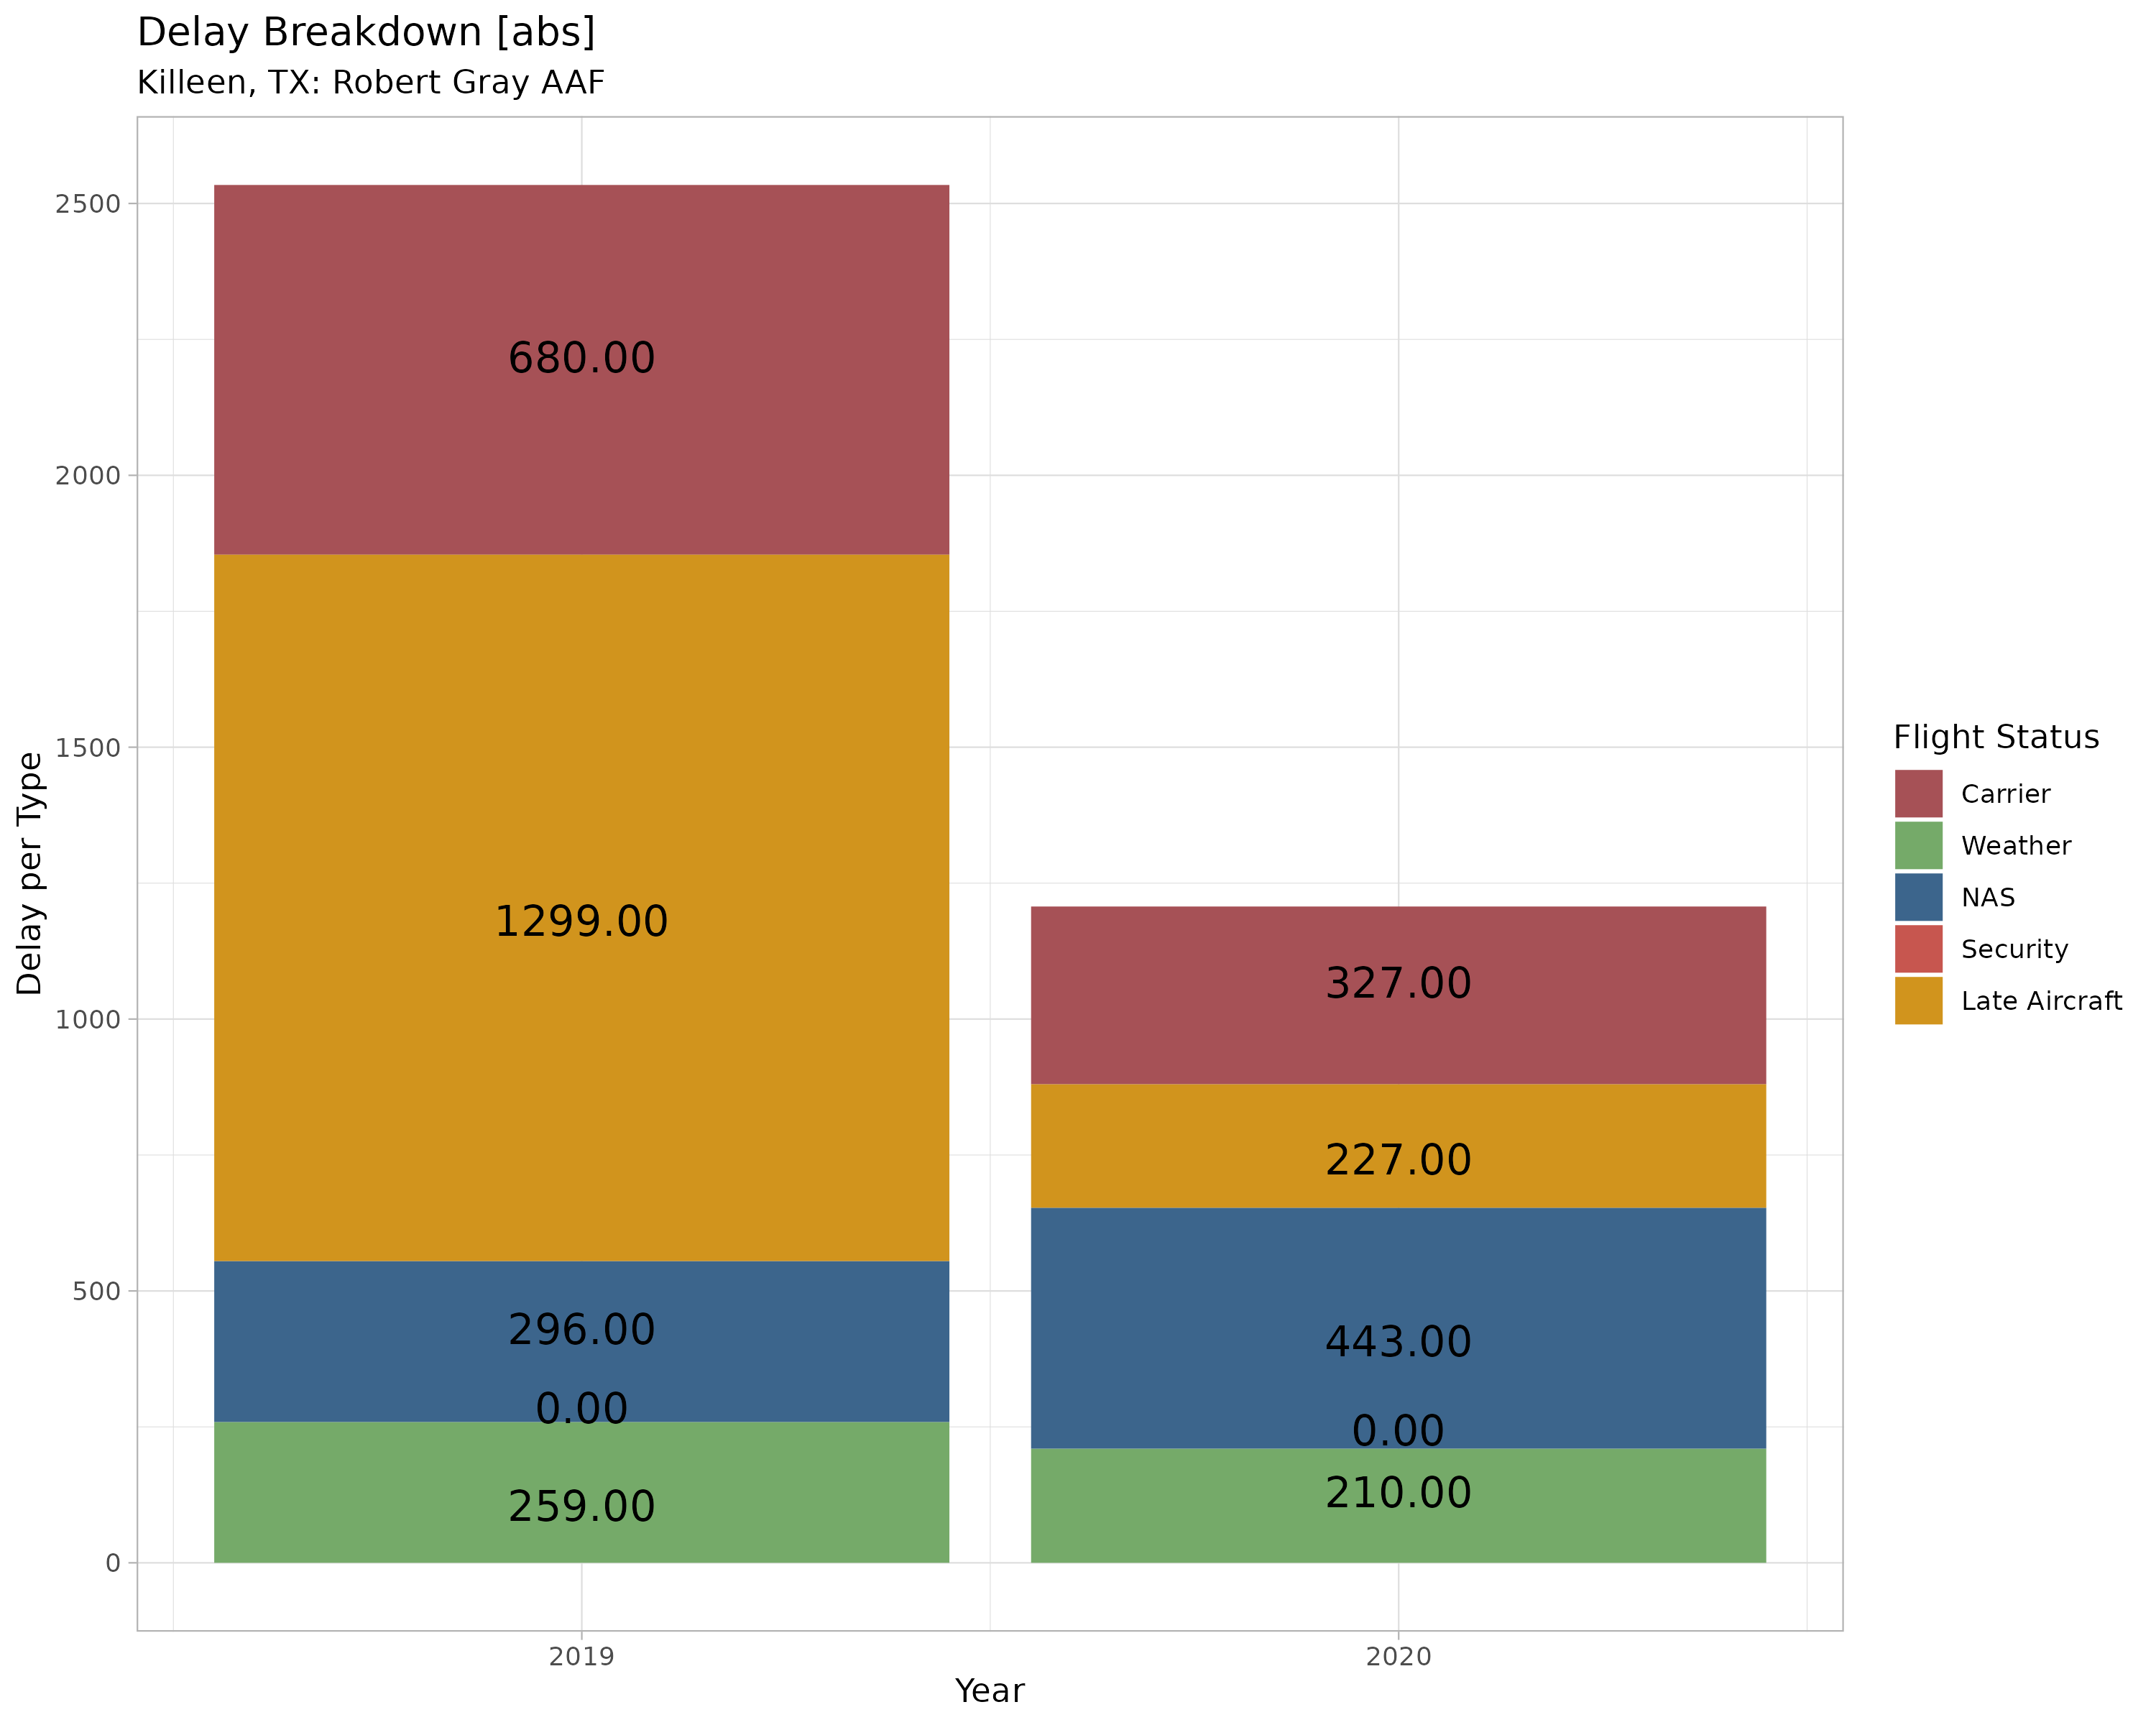 Delay Breakdown [abs]
Killeen, TX: Robert Gray AAF
Delay per Type
2500
2000
1500
1000
500
0
680.00
1299.00
296.00
0.00
259.00
327.00
227.00
443.00
0.00
210.00
2019
2020
Year
Flight Status
Carrier
Weather
NAS
Security
Late Aircraft